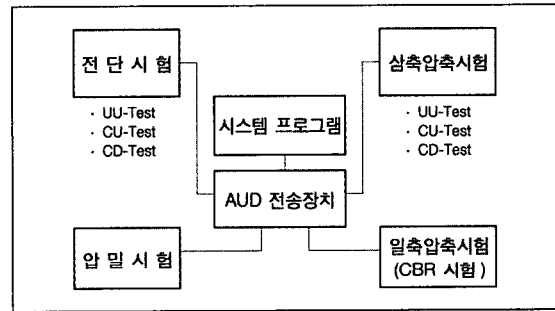 전 단 시 험
· UU-Test
· CU-Test
· CD-Test
삼축압축시험
· UU-Test
· CU-Test
· CD-Test
시스템 프로그램
AUD 전송장치
압 밀 시 험
일축압축시험
(CBR 시험)